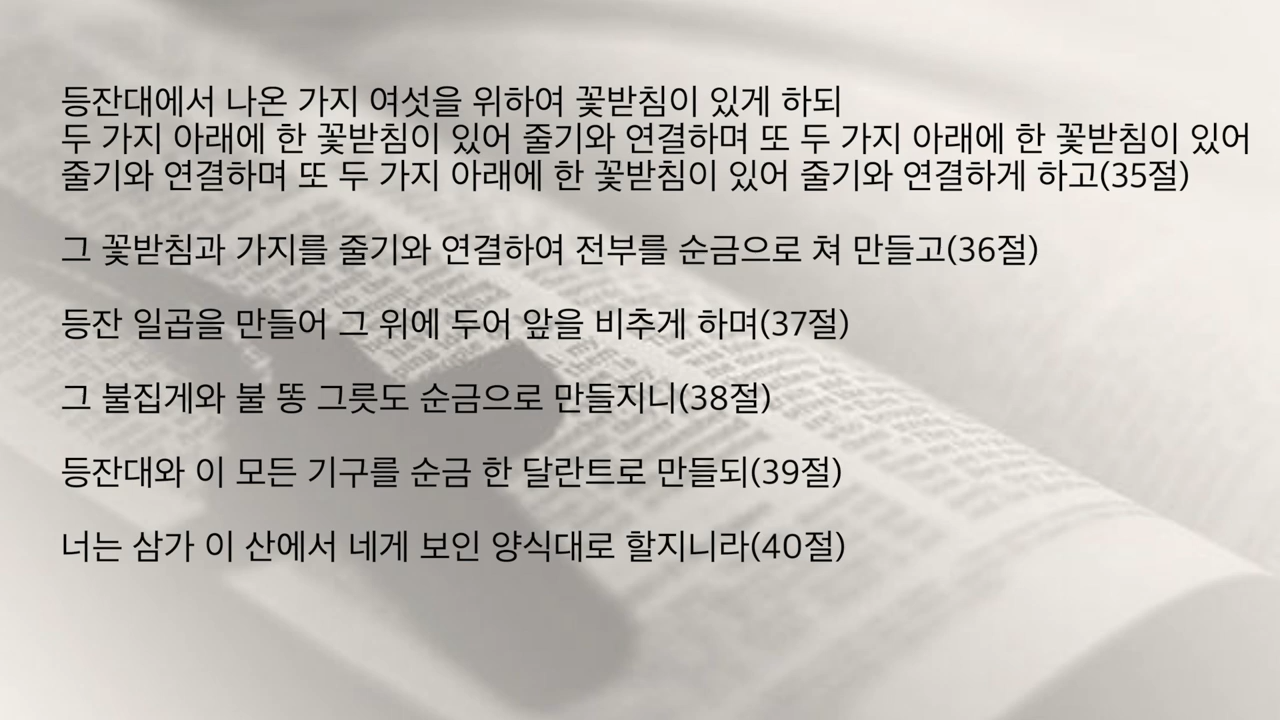 등잔대에서 나온 가지 여섯을 위하여 꽃받침이 있게 하되
두 가지 아래에 한 꽃받침이 있어 줄기와 연결하며 또 두 가지 아래에 한 꽃받침이 있어
줄기와 연결하며 또 두 가지 아래에 한 꽃받침이 있어 줄기와 연결하게 하고(35절)
그 꽃받침과 가지를 줄기와 연결하여 전부를 순금으로 쳐 만들고(36절)
등잔 일곱을 만들어 그 위에 두어 앞을 비추게 하며(37절)
그 불집게와 불 똥 그릇도 순금으로 만들지니(38절)
등잔대와 이 모든 기구를 순금 한 달란트로 만들되(39절)
너는 삼가 이 산에서 네게 보인 양식대로 할지니라(40절)